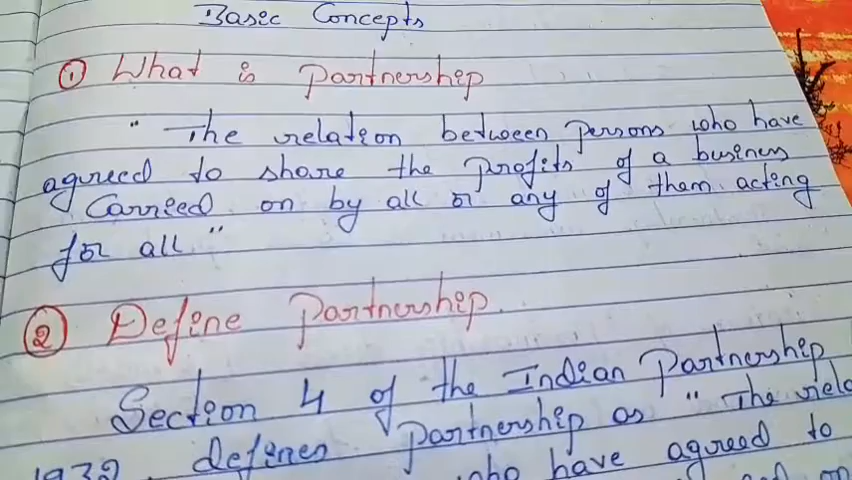 Basic Concepts
① What is Partnership
" The relation between persons who have
agreed to share the profits of a business
Carried on by all or any of them acting
for all "
② Define Partnership
Section 4 of the Indian Partnership
1932 defines Partnership as " The rela
who have agreed to